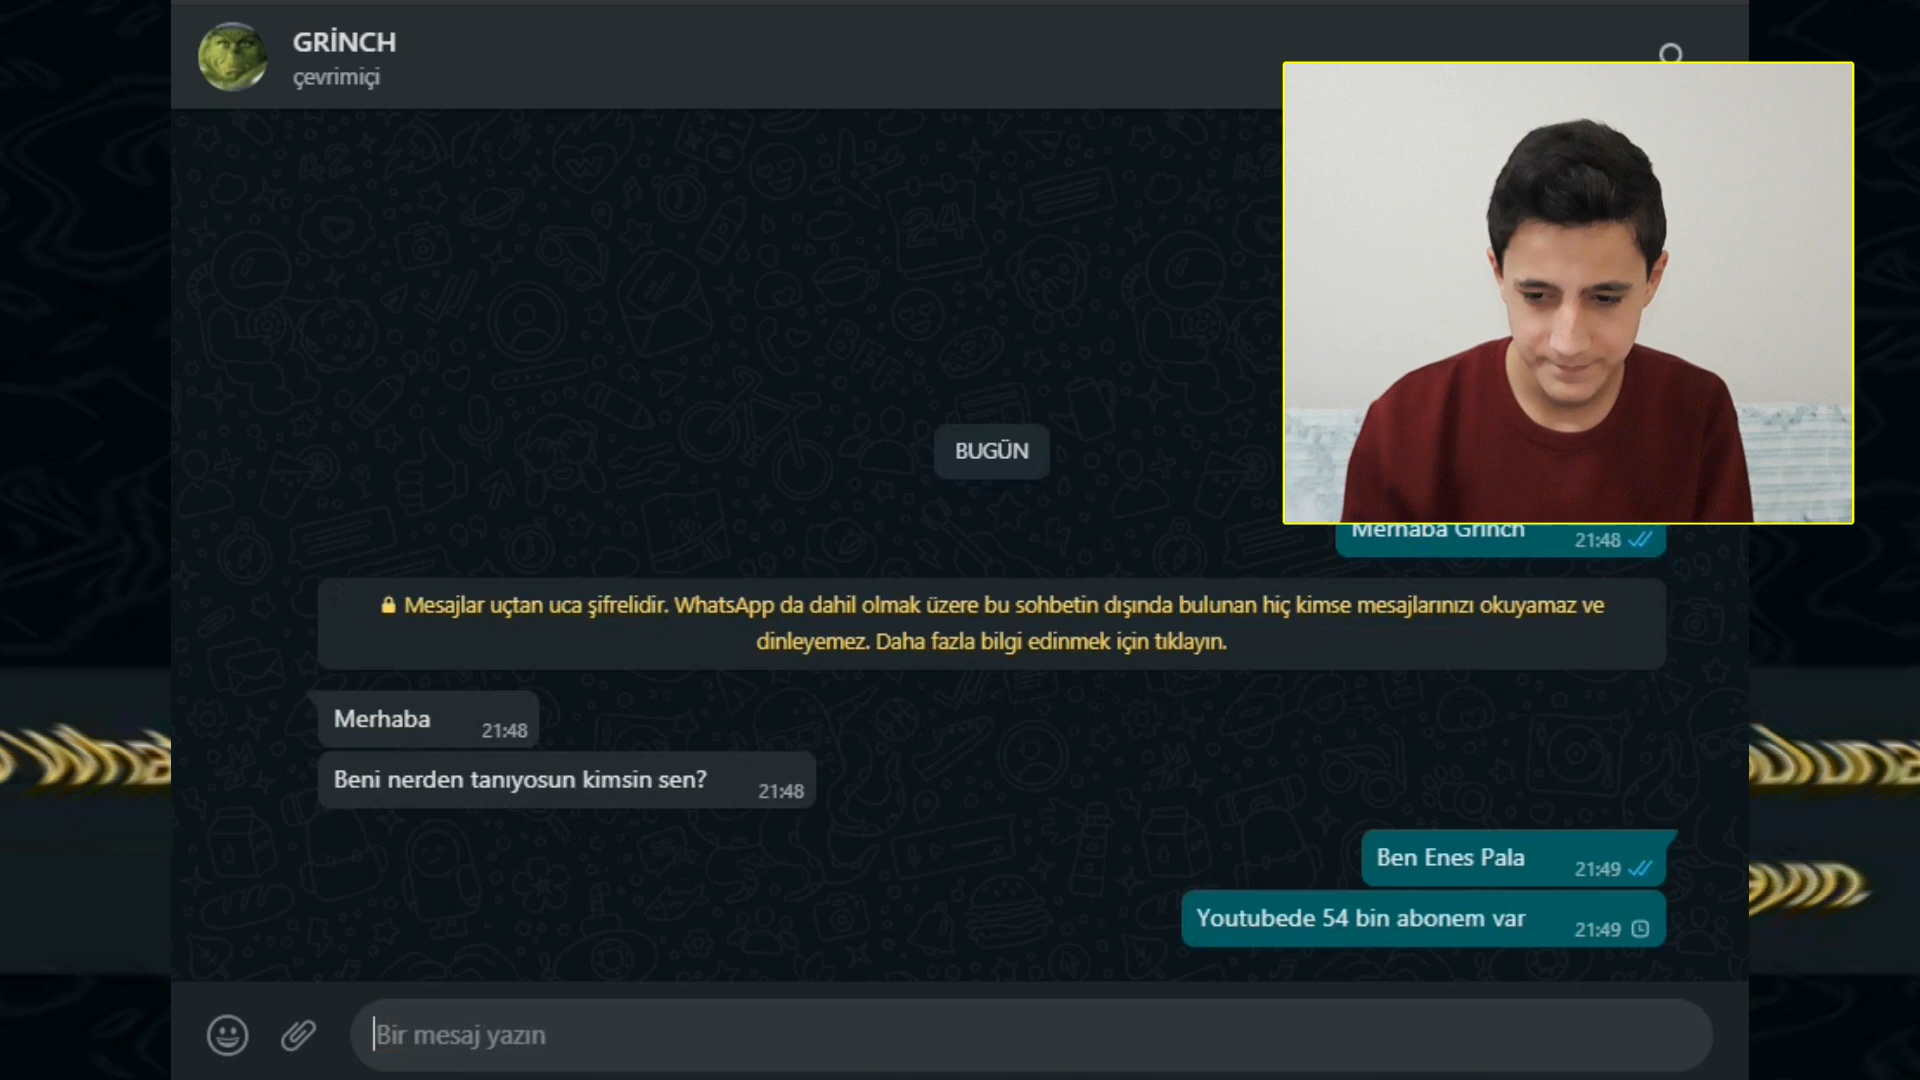 GRİNCH
çevrimiçi
BUGÜN
Merhaba Grinch
21:48
Mesajlar uçtan uca şifrelidir. WhatsApp da dahil olmak üzere bu sohbetin dışında bulunan hiç kimse mesajlarınızı okuyamaz ve
dinleyemez. Daha fazla bilgi edinmek için tıklayın.
Merhaba
21:48
Beni nerden tanıyosun kimsin sen?
21:48
Ben Enes Pala
21:49
Youtubede 54 bin abonem var
21:49
Bir mesaj yazın